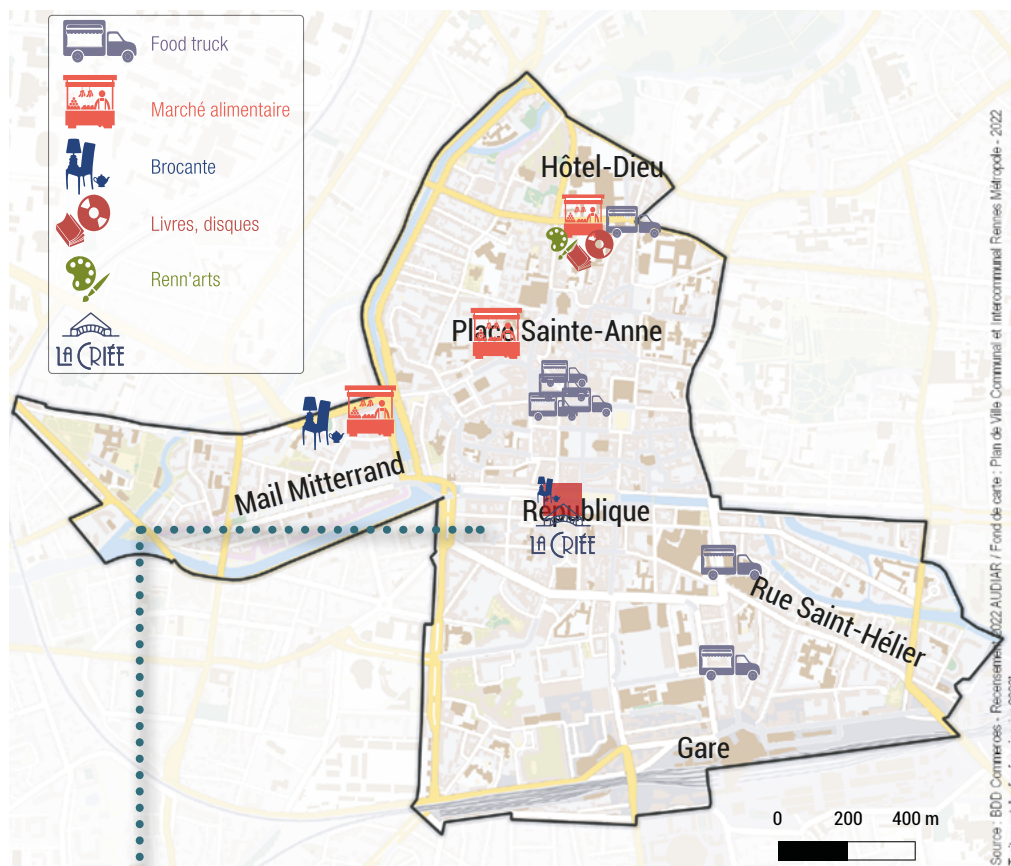 Food truck
Marché alimentaire
Brocante
Livres, disques
Renn'arts
LA CRIÉE
Hôtel-Dieu
Place Sainte-Anne
Mail Mitterrand
République
LA CRIÉE
Rue Saint-Hélier
Gare
0 200 400 m
Source : BDD Commerces - Recensement 2022 AUDIAR / Fond de carte : Plan de Ville Communal et Intercommunal Rennes Métropole - 2022